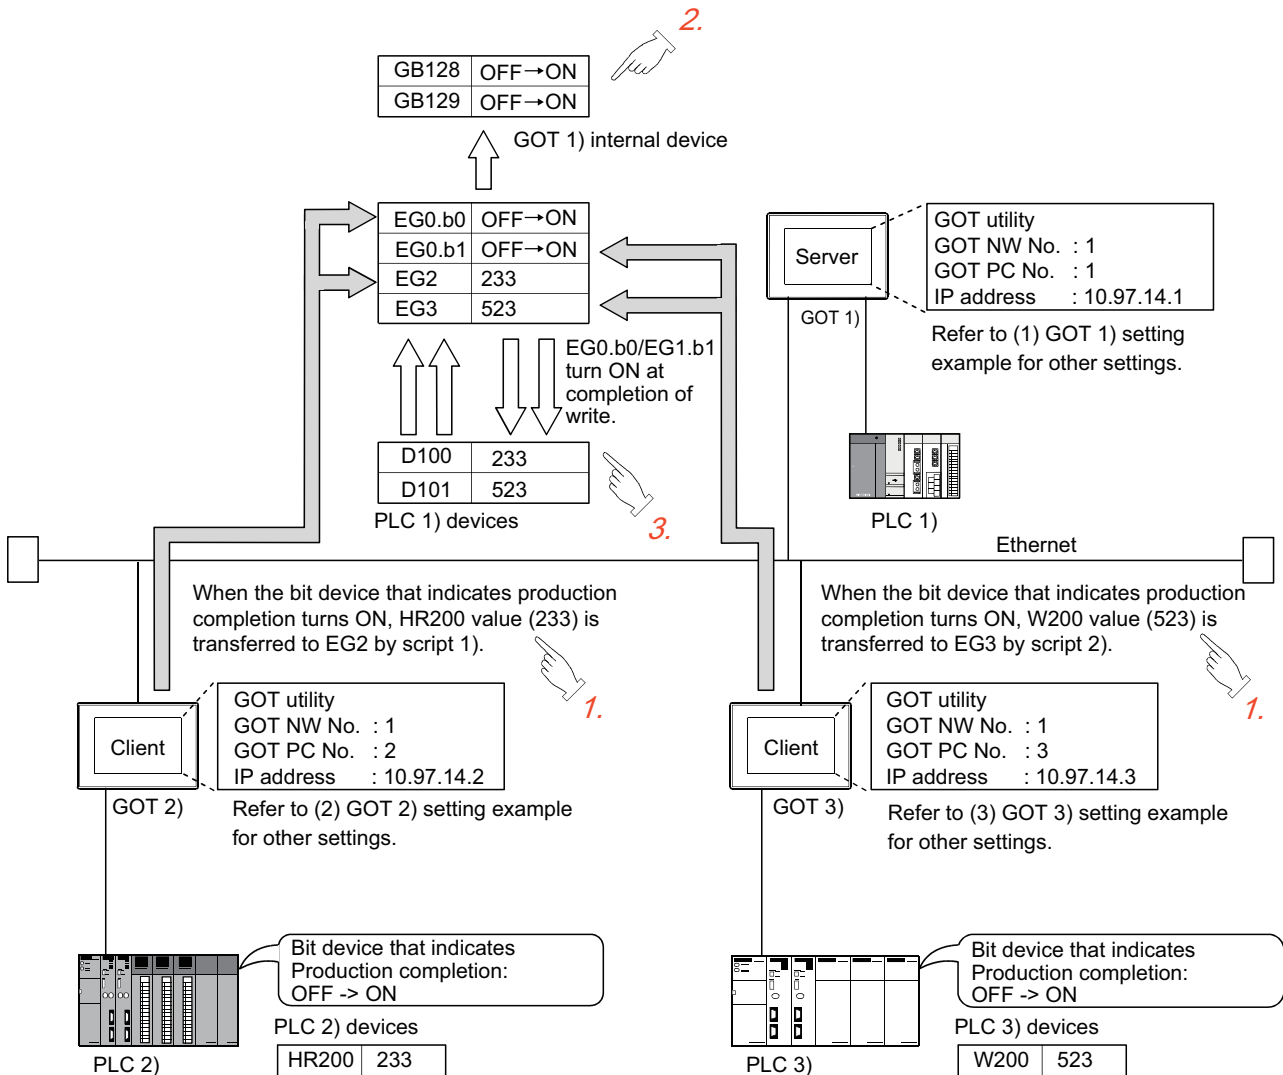 2.
GB128 OFF→ON
GB129 OFF→ON
GOT 1) internal device
EG0.b0 OFF→ON
EG0.b1 OFF→ON
EG2 233
EG3 523
Server
GOT 1)
GOT utility
GOT NW No. : 1
GOT PC No. : 1
IP address : 10.97.14.1
Refer to (1) GOT 1) setting
example for other settings.
EG0.b0/EG1.b1
turn ON at
completion of
write.
D100 233
D101 523
PLC 1) devices
3.
PLC 1)
Ethernet
When the bit device that indicates production
completion turns ON, HR200 value (233) is
transferred to EG2 by script 1).
1.
When the bit device that indicates production
completion turns ON, W200 value (523) is
transferred to EG3 by script 2).
1.
Client
GOT 2)
GOT utility
GOT NW No. : 1
GOT PC No. : 2
IP address : 10.97.14.2
Refer to (2) GOT 2) setting example
for other settings.
Client
GOT 3)
GOT utility
GOT NW No. : 1
GOT PC No. : 3
IP address : 10.97.14.3
Refer to (3) GOT 3) setting example
for other settings.
Bit device that indicates
Production completion:
OFF -> ON
PLC 2) devices
PLC 2)
HR200 233
Bit device that indicates
Production completion:
OFF -> ON
PLC 3) devices
PLC 3)
W200 523